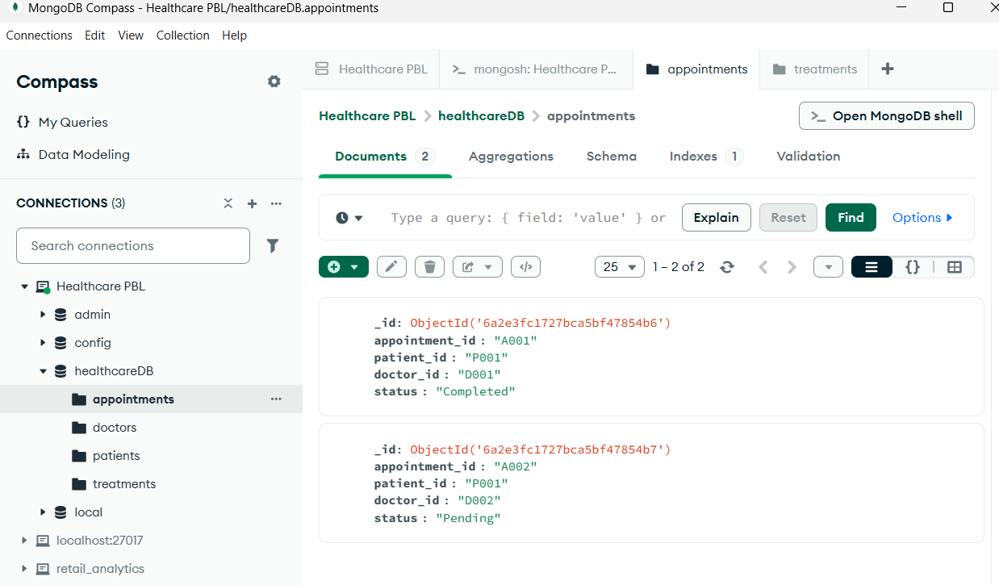 MongoDB Compass - Healthcare PBL/healthcareDB.appointments
Connections Edit View Collection Help
Compass
My Queries
Data Modeling
CONNECTIONS (3)
Search connections
Healthcare PBL
admin
config
healthcareDB
appointments
doctors
patients
treatments
local
localhost:27017
retail_analytics
Healthcare PBL
mongosh: Healthcare P...
appointments
treatments
Healthcare PBL > healthcareDB > appointments
>_ Open MongoDB shell
Documents 2 Aggregations Schema Indexes 1 Validation
Type a query: { field: 'value' } or
Explain Reset Find Options
25 1 – 2 of 2
_id: ObjectId('6a2e3fc1727bca5bf47854b6')
appointment_id : "A001"
patient_id : "P001"
doctor_id : "D001"
status : "Completed"
_id: ObjectId('6a2e3fc1727bca5bf47854b7')
appointment_id : "A002"
patient_id : "P001"
doctor_id : "D002"
status : "Pending"